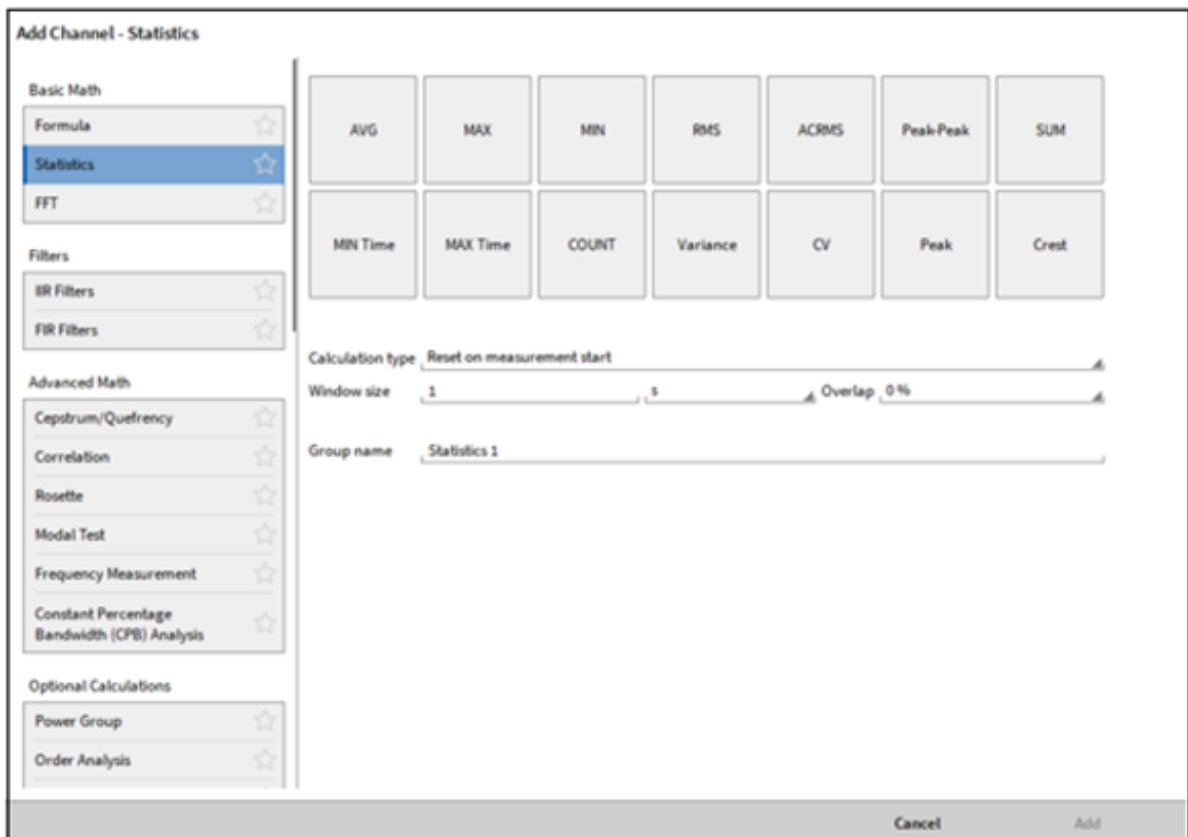 Add Channel - Statistics
Basic Math
Formula
Statistics
FFT
Filters
IIR Filters
FIR Filters
Advanced Math
Cepstrum/Quefrency
Correlation
Rosette
Modal Test
Frequency Measurement
Constant Percentage
Bandwidth (CPB) Analysis
Optional Calculations
Power Group
Order Analysis
AVG MAX MIN RMS ACRMS Peak-Peak SUM
MIN Time MAX Time COUNT Variance CV Peak Crest
Calculation type Reset on measurement start
Window size 1 s Overlap 0 %
Group name Statistics 1
Cancel Add